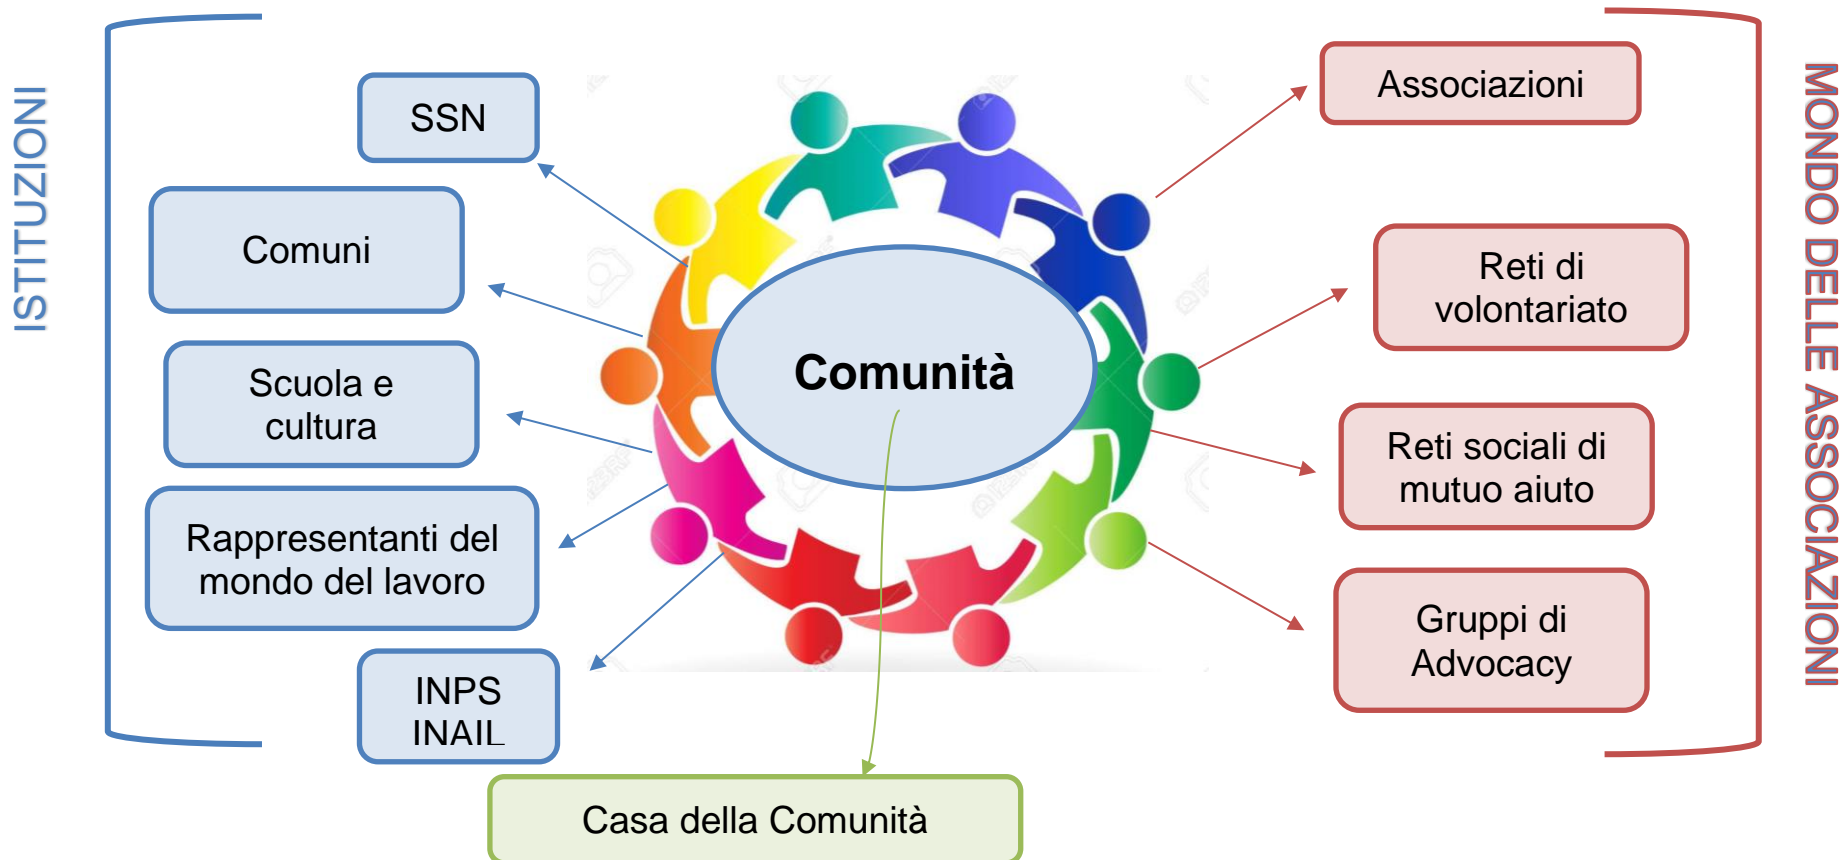 ISTITUZIONI
SSN
Comuni
Scuola e
cultura
Rappresentanti del
mondo del lavoro
INPS
INAIL
Comunità
Casa della Comunità
Associazioni
Reti di
volontariato
Reti sociali di
mutuo aiuto
Gruppi di
Advocacy
MONDO DELLE ASSOCIAZIONI